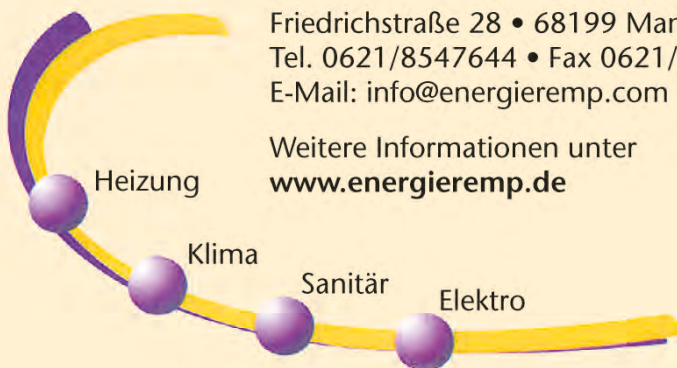 Friedrichstraße 28 • 68199 Man
Tel. 0621/8547644 • Fax 0621/
E-Mail: info@energieremp.com
Weitere Informationen unter
www.energieremp.de
Heizung
Klima
Sanitär
Elektro